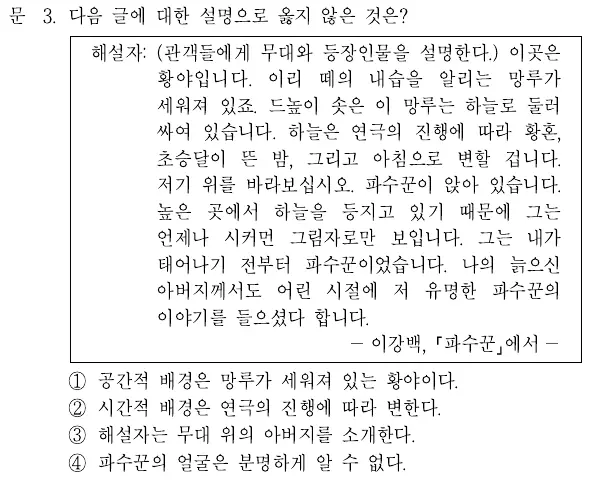 문 3. 다음 글에 대한 설명으로 옳지 않은 것은?
해설자: (관객들에게 무대와 등장인물을 설명한다.) 이곳은
황야입니다. 이리 떼의 내습을 알리는 망루가
세워져 있죠. 드높이 솟은 이 망루는 하늘로 둘러
싸여 있습니다. 하늘은 연극의 진행에 따라 황혼,
초승달이 뜬 밤, 그리고 아침으로 변할 겁니다.
저기 위를 바라보십시오. 파수꾼이 앉아 있습니다.
높은 곳에서 하늘을 등지고 있기 때문에 그는
언제나 시커먼 그림자로만 보입니다. 그는 내가
태어나기 전부터 파수꾼이었습니다. 나의 늙으신
아버지께서도 어린 시절에 저 유명한 파수꾼의
이야기를 들으셨다 합니다.
- 이강백, 「파수꾼」에서 -
① 공간적 배경은 망루가 세워져 있는 황야이다.
② 시간적 배경은 연극의 진행에 따라 변한다.
③ 해설자는 무대 위의 아버지를 소개한다.
④ 파수꾼의 얼굴은 분명하게 알 수 없다.